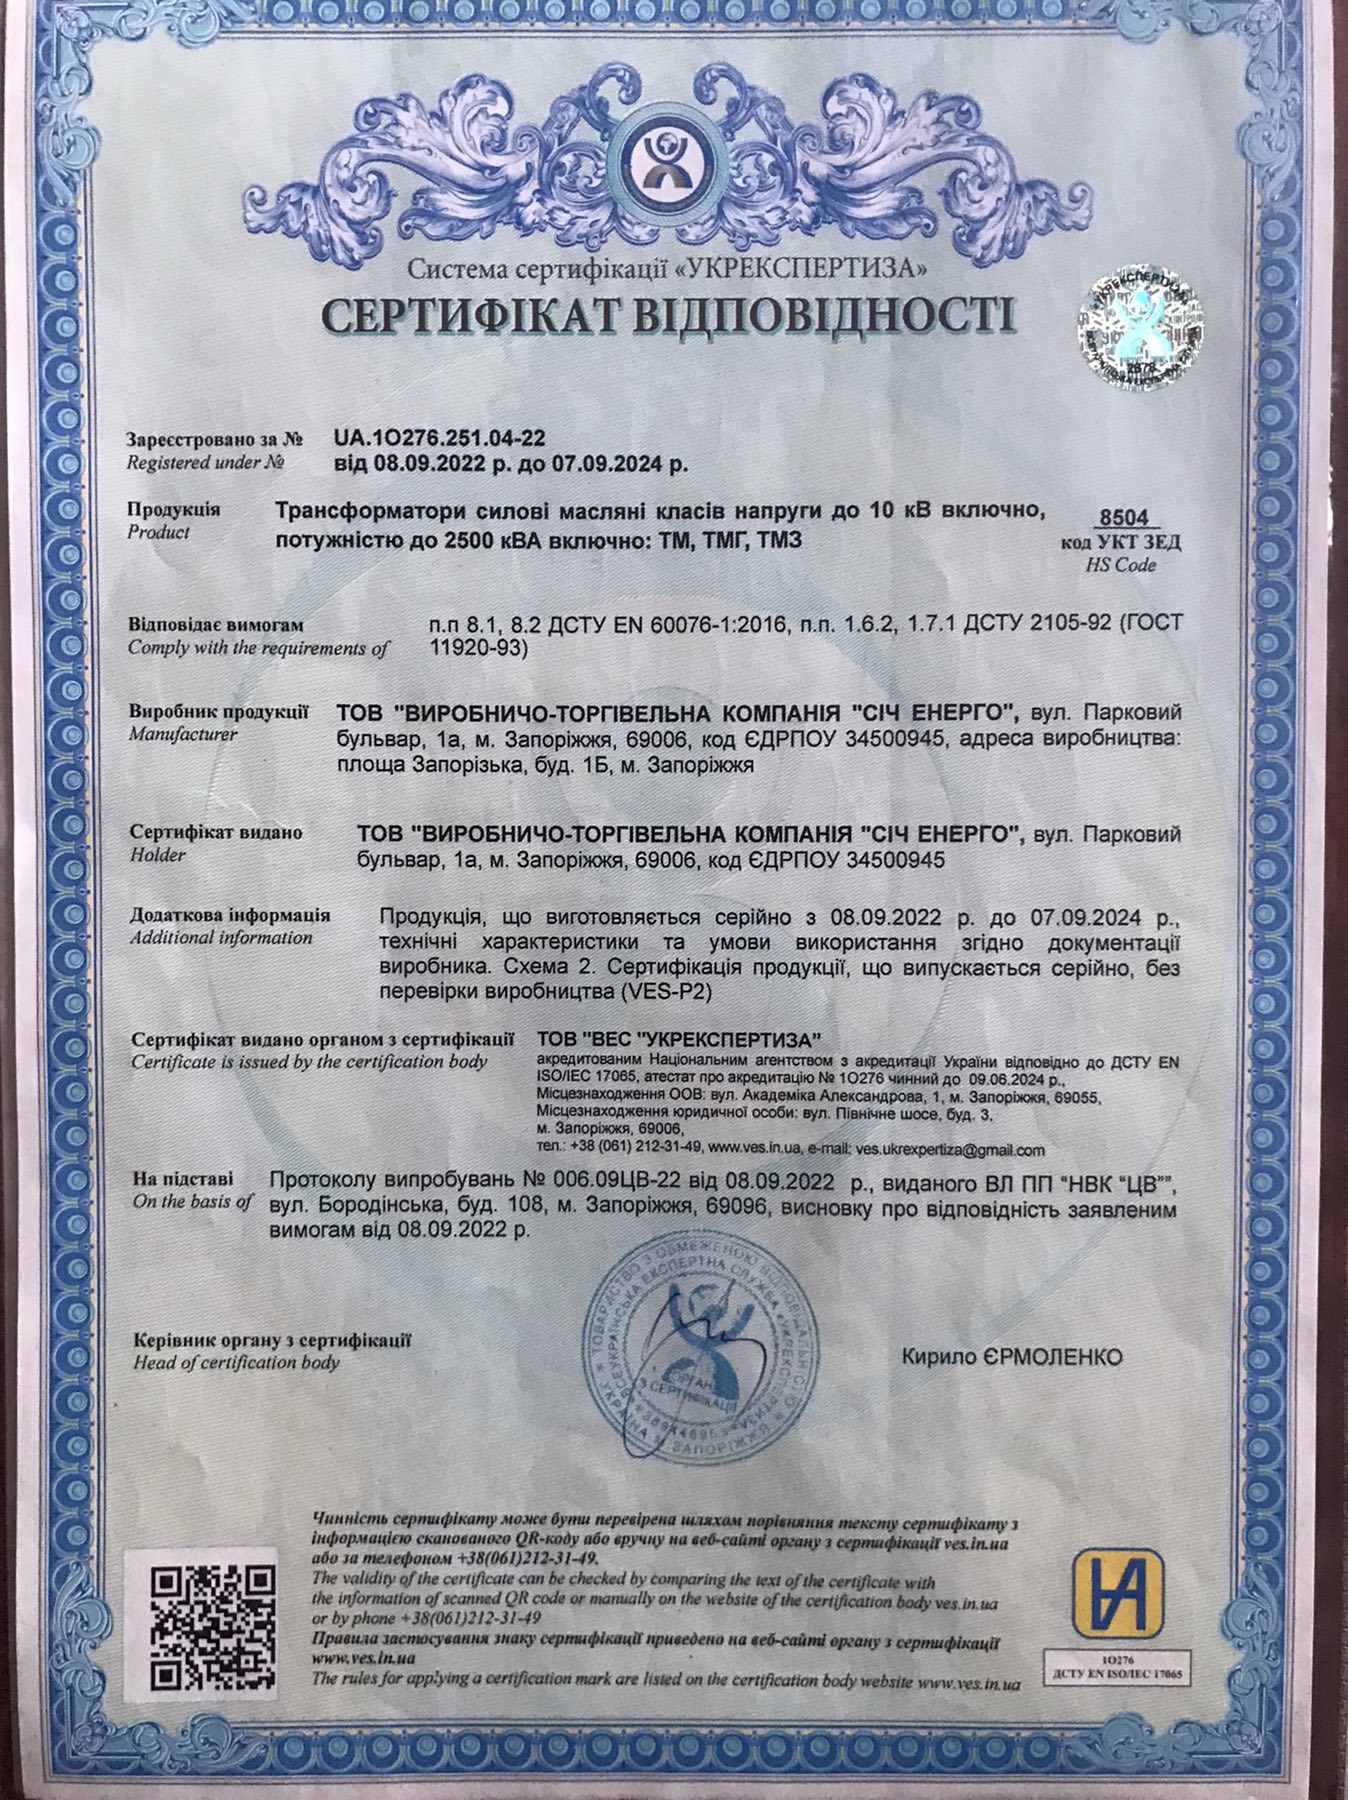 Система сертифікації «УКРЕКСПЕРТИЗА»
СЕРТИФІКАТ ВІДПОВІДНОСТІ
Зареєстровано за № UA.1О276.251.04-22
Registered under № від 08.09.2022 р. до 07.09.2024 р.
Продукція Трансформатори силові масляні класів напруги до 10 кВ включно,
Product потужністю до 2500 кВА включно: ТМ, ТМГ, ТМЗ
8504
код УКТ ЗЕД
HS Code
Відповідає вимогам п.п 8.1, 8.2 ДСТУ EN 60076-1:2016, п.п. 1.6.2, 1.7.1 ДСТУ 2105-92 (ГОСТ
Comply with the requirements of 11920-93)
Виробник продукції ТОВ "ВИРОБНИЧО-ТОРГІВЕЛЬНА КОМПАНІЯ "СІЧ ЕНЕРГО", вул. Парковий
Manufacturer бульвар, 1а, м. Запоріжжя, 69006, код ЄДРПОУ 34500945, адреса виробництва:
площа Запорізька, буд. 1Б, м. Запоріжжя
Сертифікат видано ТОВ "ВИРОБНИЧО-ТОРГІВЕЛЬНА КОМПАНІЯ "СІЧ ЕНЕРГО", вул. Парковий
Holder бульвар, 1а, м. Запоріжжя, 69006, код ЄДРПОУ 34500945
Додаткова інформація Продукція, що виготовляється серійно з 08.09.2022 р. до 07.09.2024 р.,
Additional information технічні характеристики та умови використання згідно документації
виробника. Схема 2. Сертифікація продукції, що випускається серійно, без
перевірки виробництва (VES-P2)
Сертифікат видано органом з сертифікації ТОВ "ВЕС "УКРЕКСПЕРТИЗА"
Certificate is issued by the certification body акредитованим Національним агентством з акредитації України відповідно до ДСТУ EN
ISO/IEC 17065, атестат про акредитацію № 1О276 чинний до 09.06.2024 р.,
Місцезнаходження ООВ: вул. Академіка Александрова, 1, м. Запоріжжя, 69055,
Місцезнаходження юридичної особи: вул. Північне шосе, буд. 3,
м. Запоріжжя, 69006,
тел.: +38 (061) 212-31-49, www.ves.in.ua, e-mail: ves.ukrexpertiza@gmail.com
На підставі Протоколу випробувань № 006.09ЦВ-22 від 08.09.2022 р., виданого ВЛ ПП “НВК “ЦВ””,
On the basis of вул. Бородінська, буд. 108, м. Запоріжжя, 69096, висновку про відповідність заявленим
вимогам від 08.09.2022 р.
ТОВАРИСТВО З ОБМЕЖЕНОЮ ВІДПОВІДАЛЬНІСТЮ
ВСЕУКРАЇНСЬКА ЕКСПЕРТНА СЛУЖБА «УКРЕКСПЕРТИЗА»
ОРГАН
З СЕРТИФІКАЦІЇ
УКРАЇНА М. ЗАПОРІЖЖЯ
Керівник органу з сертифікації
Head of certification body
Кирило ЄРМОЛЕНКО
Чинність сертифікату може бути перевірена шляхом порівняння тексту сертифікату з
інформацією сканованого QR-коду або вручну на веб-сайті органу з сертифікації ves.in.ua
або за телефоном +38(061)212-31-49.
The validity of the certificate can be checked by comparing the text of the certificate with
the information of scanned QR code or manually on the website of the certification body ves.in.ua
or by phone +38(061)212-31-49
Правила застосування знаку сертифікації приведено на веб-сайті органу з сертифікації
www.ves.in.ua
The rules for applying a certification mark are listed on the certification body website www.ves.in.ua
1О276
ДСТУ EN ISO/IEC 17065